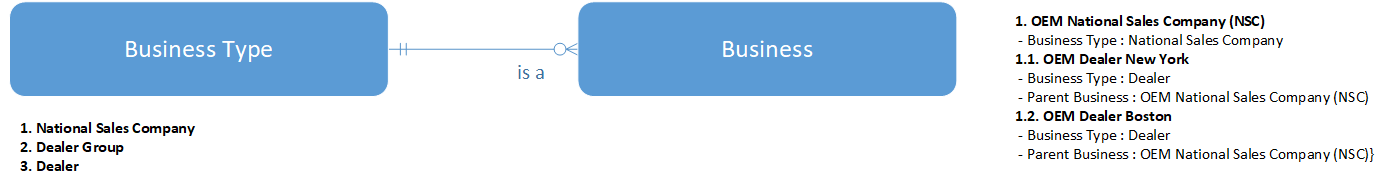 Business Type
is a
Business
1. National Sales Company
2. Dealer Group
3. Dealer
1. OEM National Sales Company (NSC)
- Business Type : National Sales Company
1.1. OEM Dealer New York
- Business Type : Dealer
- Parent Business : OEM National Sales Company (NSC)
1.2. OEM Dealer Boston
- Business Type : Dealer
- Parent Business : OEM National Sales Company (NSC)}